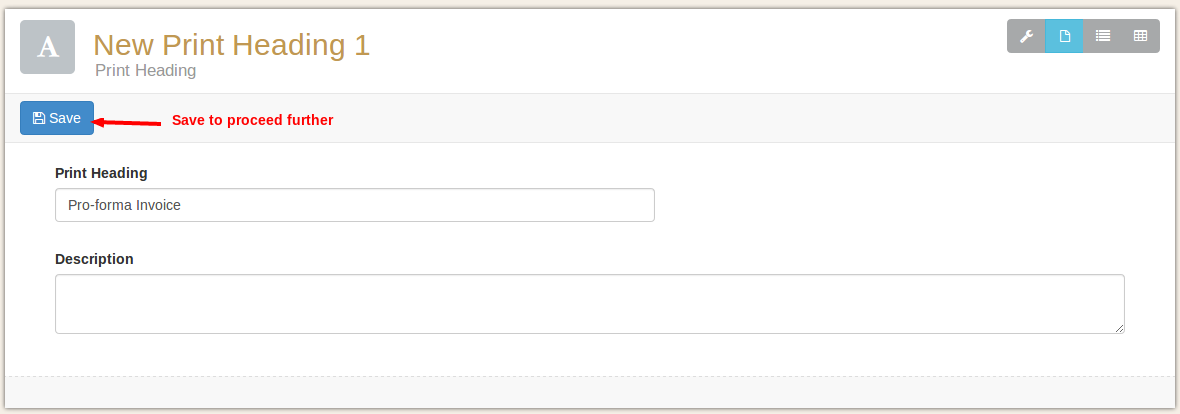 A
New Print Heading 1
Print Heading
Save
Save to proceed further
Print Heading
Pro-forma Invoice
Description